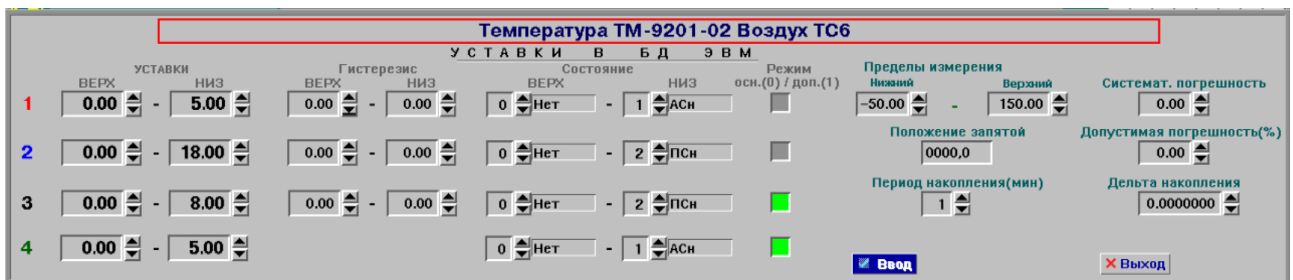 Температура ТМ-9201-02 Воздух ТС6
УСТАВКИ В БД ЭВМ
УСТАВКИ Гистерезис Состояние Режим Пределы измерения
ВЕРХ НИЗ ВЕРХ НИЗ ВЕРХ НИЗ осн.(0) / доп.(1) Нижний Верхний Системат. погрешность
1 0.00 - 5.00 0.00 - 0.00 0 Нет - 1 АСн -50.00 - 150.00 0.00
Положение запятой Допустимая погрешность(%)
2 0.00 - 18.00 0.00 - 0.00 0 Нет - 2 ПСн 0000,0 0.00
Период накопления(мин) Дельта накопления
3 0.00 - 8.00 0.00 - 0.00 0 Нет - 2 ПСн 1 0.0000000
4 0.00 - 5.00 0 Нет - 1 АСн
Ввод Выход